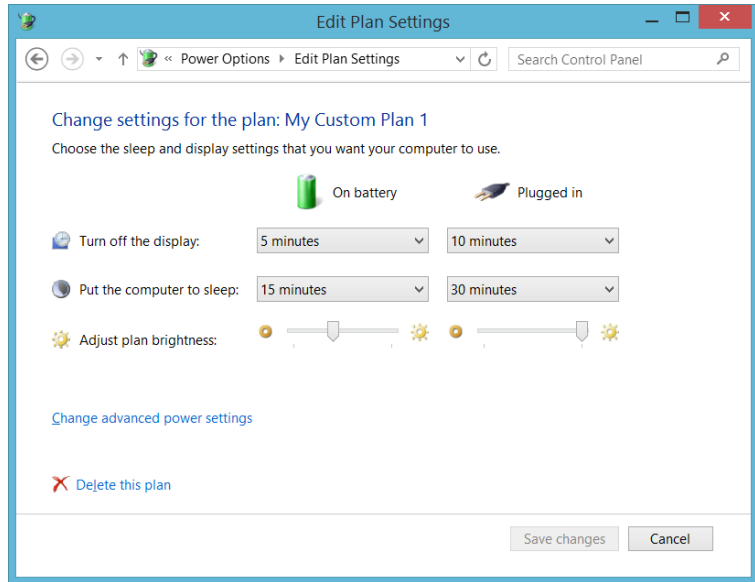 Edit Plan Settings
« Power Options Edit Plan Settings Search Control Panel
Change settings for the plan: My Custom Plan 1
Choose the sleep and display settings that you want your computer to use.
On battery Plugged in
Turn off the display: 5 minutes 10 minutes
Put the computer to sleep: 15 minutes 30 minutes
Adjust plan brightness:
Change advanced power settings
Delete this plan
Save changes Cancel